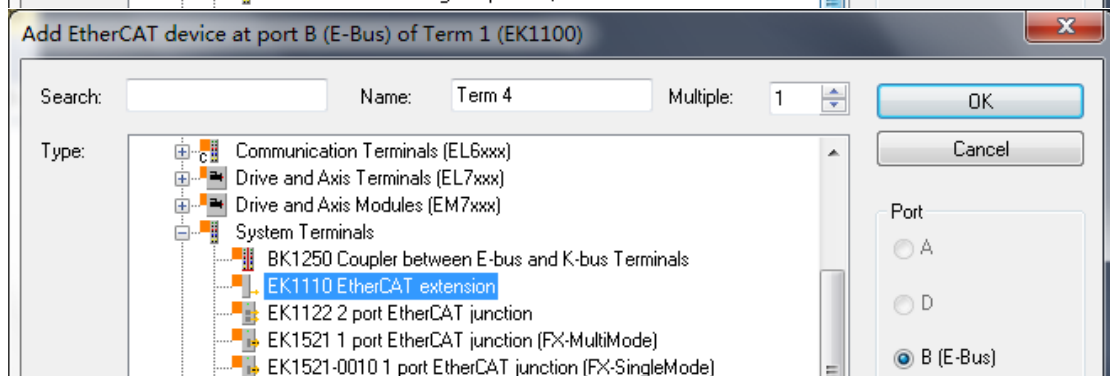 Add EtherCAT device at port B (E-Bus) of Term 1 (EK1100)
Search:
Name: Term 4
Multiple: 1
OK
Type:
Communication Terminals (EL6xxx)
Cancel
Drive and Axis Terminals (EL7xxx)
Drive and Axis Modules (EM7xxx)
Port
System Terminals
A
BK1250 Coupler between E-bus and K-bus Terminals
EK1110 EtherCAT extension
D
EK1122 2 port EtherCAT junction
EK1521 1 port EtherCAT junction (FX-MultiMode)
B (E-Bus)
EK1521-0010 1 port EtherCAT junction (FX-SingleMode)